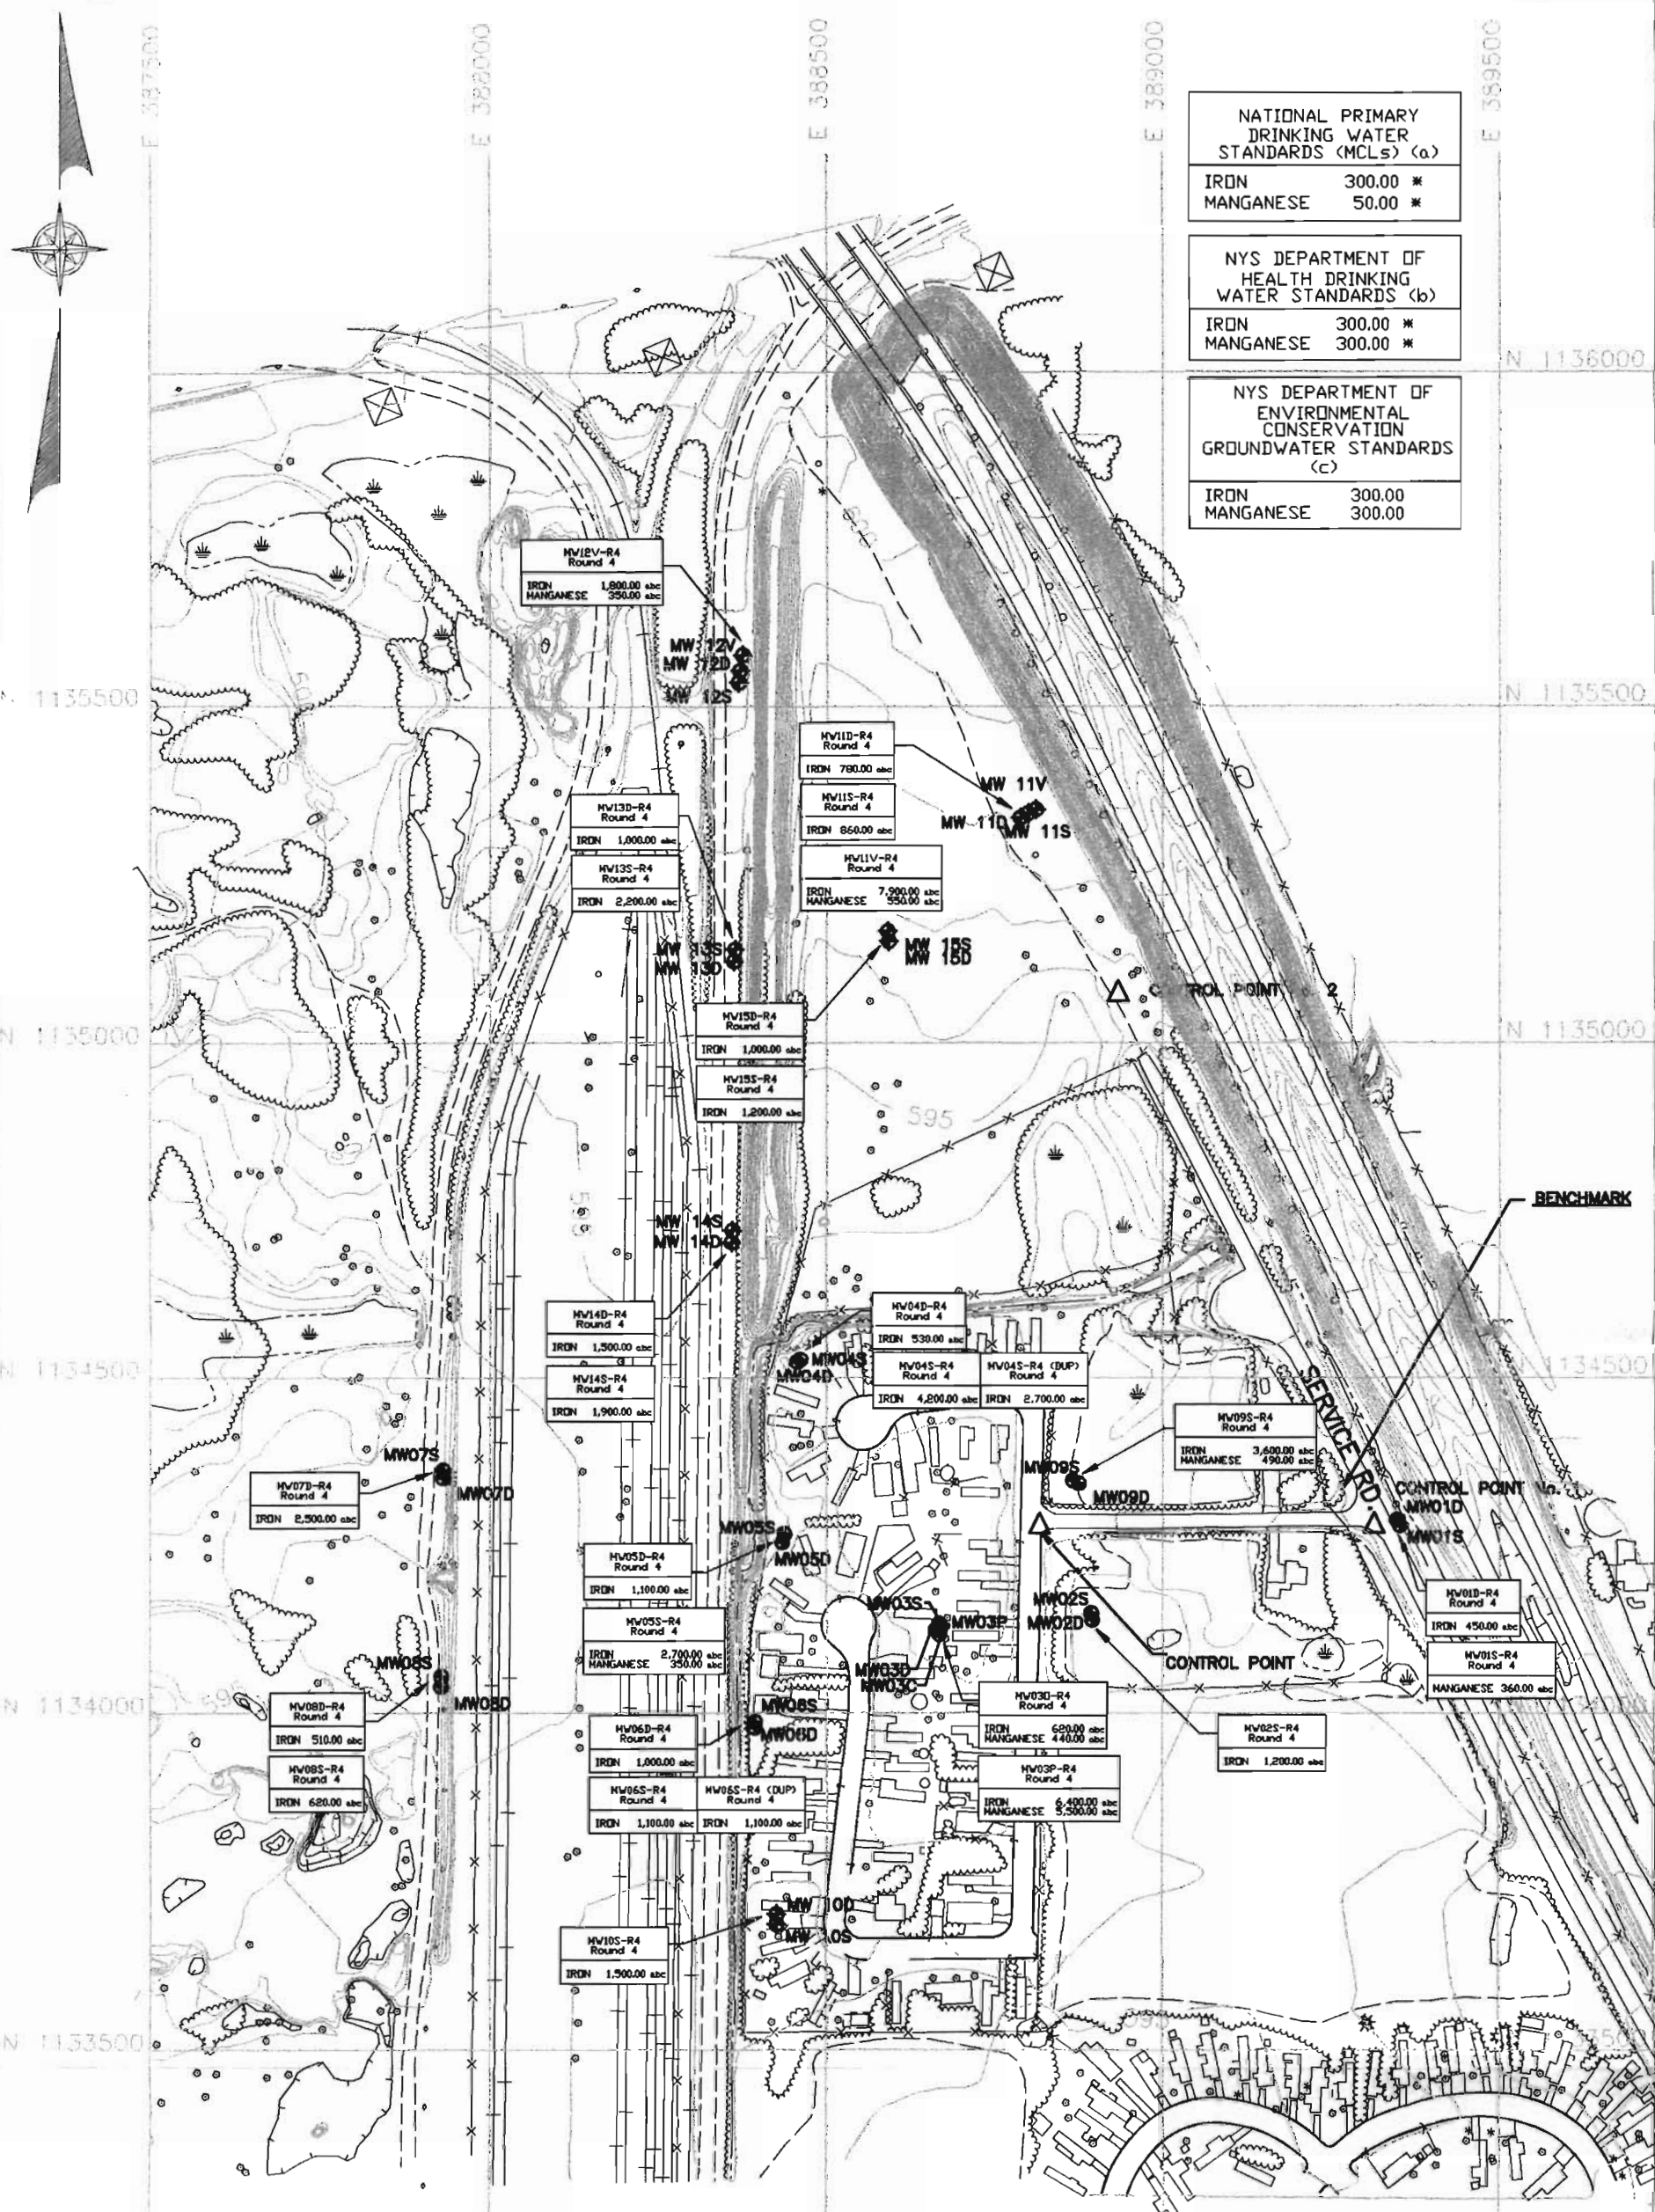 E 387500
E 388000
E 388500
E 389000
E 389500
NATIONAL PRIMARY
DRINKING WATER
STANDARDS (MCLs) (a)
IRON 300.00 *
MANGANESE 50.00 *
NYS DEPARTMENT OF
HEALTH DRINKING
WATER STANDARDS (b)
IRON 300.00 *
MANGANESE 300.00 *
N 1136000
NYS DEPARTMENT OF
ENVIRONMENTAL
CONSERVATION
GROUNDWATER STANDARDS
(c)
IRON 300.00
MANGANESE 300.00
MW12V-R4
Round 4
IRON 1,800.00 abc
MANGANESE 350.00 abc
MW 12V
MW 12D
MW 12S
N 1135500
N 1135500
MW11D-R4
Round 4
IRON 780.00 abc
MW11S-R4
Round 4
IRON 860.00 abc
MW11V-R4
Round 4
IRON 7,900.00 abc
MANGANESE 550.00 abc
MW 11V
MW 11D
MW 11S
MW13D-R4
Round 4
IRON 1,000.00 abc
MW13S-R4
Round 4
IRON 2,200.00 abc
MW 13S
MW 13D
MW 15S
MW 15D
CONTROL POINT 2
MW15D-R4
Round 4
IRON 1,000.00 abc
MW15S-R4
Round 4
IRON 1,200.00 abc
N 1135000
N 1135000
595
BENCHMARK
MW 14S
MW 14D
MW14D-R4
Round 4
IRON 1,500.00 abc
MW14S-R4
Round 4
IRON 1,900.00 abc
MW04D-R4
Round 4
IRON 530.00 abc
MW04S-R4
Round 4
IRON 4,200.00 abc
MW04S-R4 (DUP)
Round 4
IRON 2,700.00 abc
MW04S
MW04D
N 1134500
1134500
SERVICE RD.
MW09S-R4
Round 4
IRON 3,600.00 abc
MANGANESE 490.00 abc
MW09S
MW09D
MW07S
MW07D
MW07D-R4
Round 4
IRON 2,500.00 abc
CONTROL POINT No.
MW01D
MW01S
MW05S
MW05D
MW05D-R4
Round 4
IRON 1,100.00 abc
MW05S-R4
Round 4
IRON 2,700.00 abc
MANGANESE 350.00 abc
MW03S
MW03P
MW03D
MW03C
MW02S
MW02D
CONTROL POINT
MW01D-R4
Round 4
IRON 450.00 abc
MW01S-R4
Round 4
MANGANESE 360.00 abc
MW08S
MW08D
MW08D-R4
Round 4
IRON 510.00 abc
MW08S-R4
Round 4
IRON 620.00 abc
N 1134000
MW06S
MW06D
MW06D-R4
Round 4
IRON 1,000.00 abc
MW06S-R4
Round 4
IRON 1,100.00 abc
MW06S-R4 (DUP)
Round 4
IRON 1,100.00 abc
MW03D-R4
Round 4
IRON 620.00 abc
MANGANESE 440.00 abc
MW03P-R4
Round 4
IRON 6,400.00 abc
MANGANESE 5,500.00 abc
MW02S-R4
Round 4
IRON 1,200.00 abc
MW 10D
MW 10S
MW10S-R4
Round 4
IRON 1,500.00 abc
N 1133500